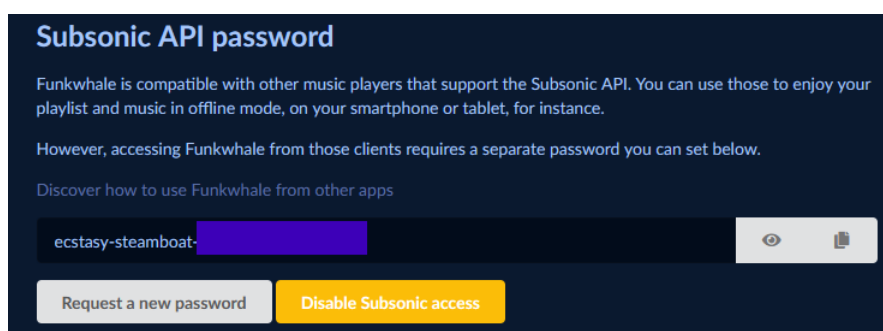 Subsonic API password
Funkwhale is compatible with other music players that support the Subsonic API. You can use those to enjoy your
playlist and music in offline mode, on your smartphone or tablet, for instance.
However, accessing Funkwhale from those clients requires a separate password you can set below.
Discover how to use Funkwhale from other apps
ecstasy-steamboat-
Request a new password
Disable Subsonic access